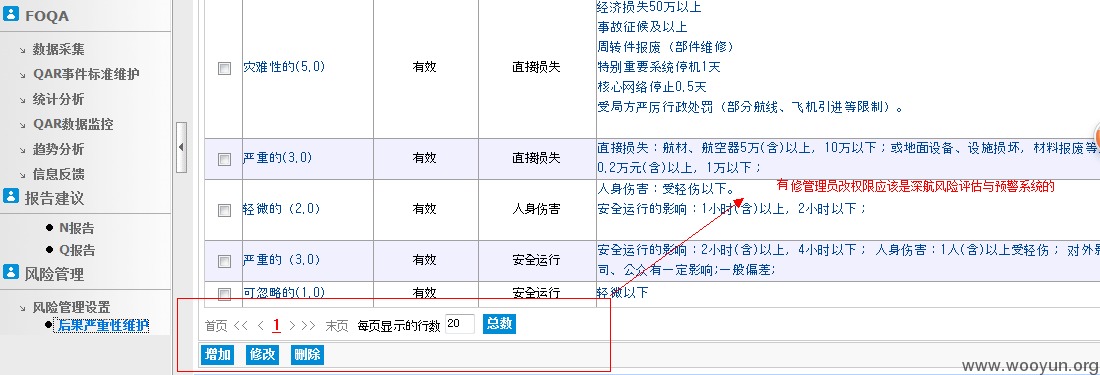 FOQA
数据采集
QAR事件标准维护
统计分析
QAR数据监控
趋势分析
信息反馈
报告建议
N报告
Q报告
风险管理
风险管理设置
后果严重性维护
经济损失50万以上
事故征候及以上
周转件报废（部件维修）
特别重要系统停机1天
核心网络停止0.5天
受局方严厉行政处罚（部分航线、飞机引进等限制）。
灾难性的(5,0) 有效 直接损失
严重的(3,0) 有效 直接损失
直接损失：航材、航空器5万(含)以上，10万以下；或地面设备、设施损坏，材料报废等
0.2万元(含)以上，1万以下；
轻微的（2,0） 有效 人身伤害
人身伤害：受轻伤以下。
安全运行的影响：1小时(含)以上，2小时以下；
有修管理员改权限应该是深航风险评估与预警系统的
严重的（3,0） 有效 安全运行
安全运行的影响：2小时(含)以上，4小时以下； 人身伤害：1人(含)以上受轻伤； 对外
司、公众有一定影响;一般偏差;
可忽略的(1,0) 有效 安全运行 轻微以下
首页 << < 1 > >> 末页 每页显示的行数 20 总数
增加 修改 删除
www.wooyun.org